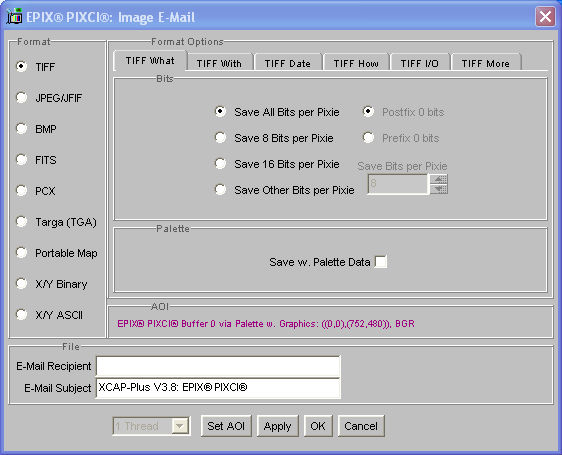 EPIX® PIXCI®: Image E-Mail
Format
TIFF
JPEG/JFIF
BMP
FITS
PCX
Targa (TGA)
Portable Map
X/Y Binary
X/Y ASCII
Format Options
TIFF What
TIFF With
TIFF Date
TIFF How
TIFF I/O
TIFF More
Bits
Save All Bits per Pixie
Postfix 0 bits
Save 8 Bits per Pixie
Prefix 0 bits
Save 16 Bits per Pixie
Save Bits per Pixie
Save Other Bits per Pixie
8
Palette
Save w. Palette Data
AOI
EPIX® PIXCI® Buffer 0 via Palette w. Graphics: ((0,0),(752,480)), BGR
File
E-Mail Recipient
E-Mail Subject
XCAP-Plus V3.8: EPIX® PIXCI®
1 Thread
Set AOI
Apply
OK
Cancel